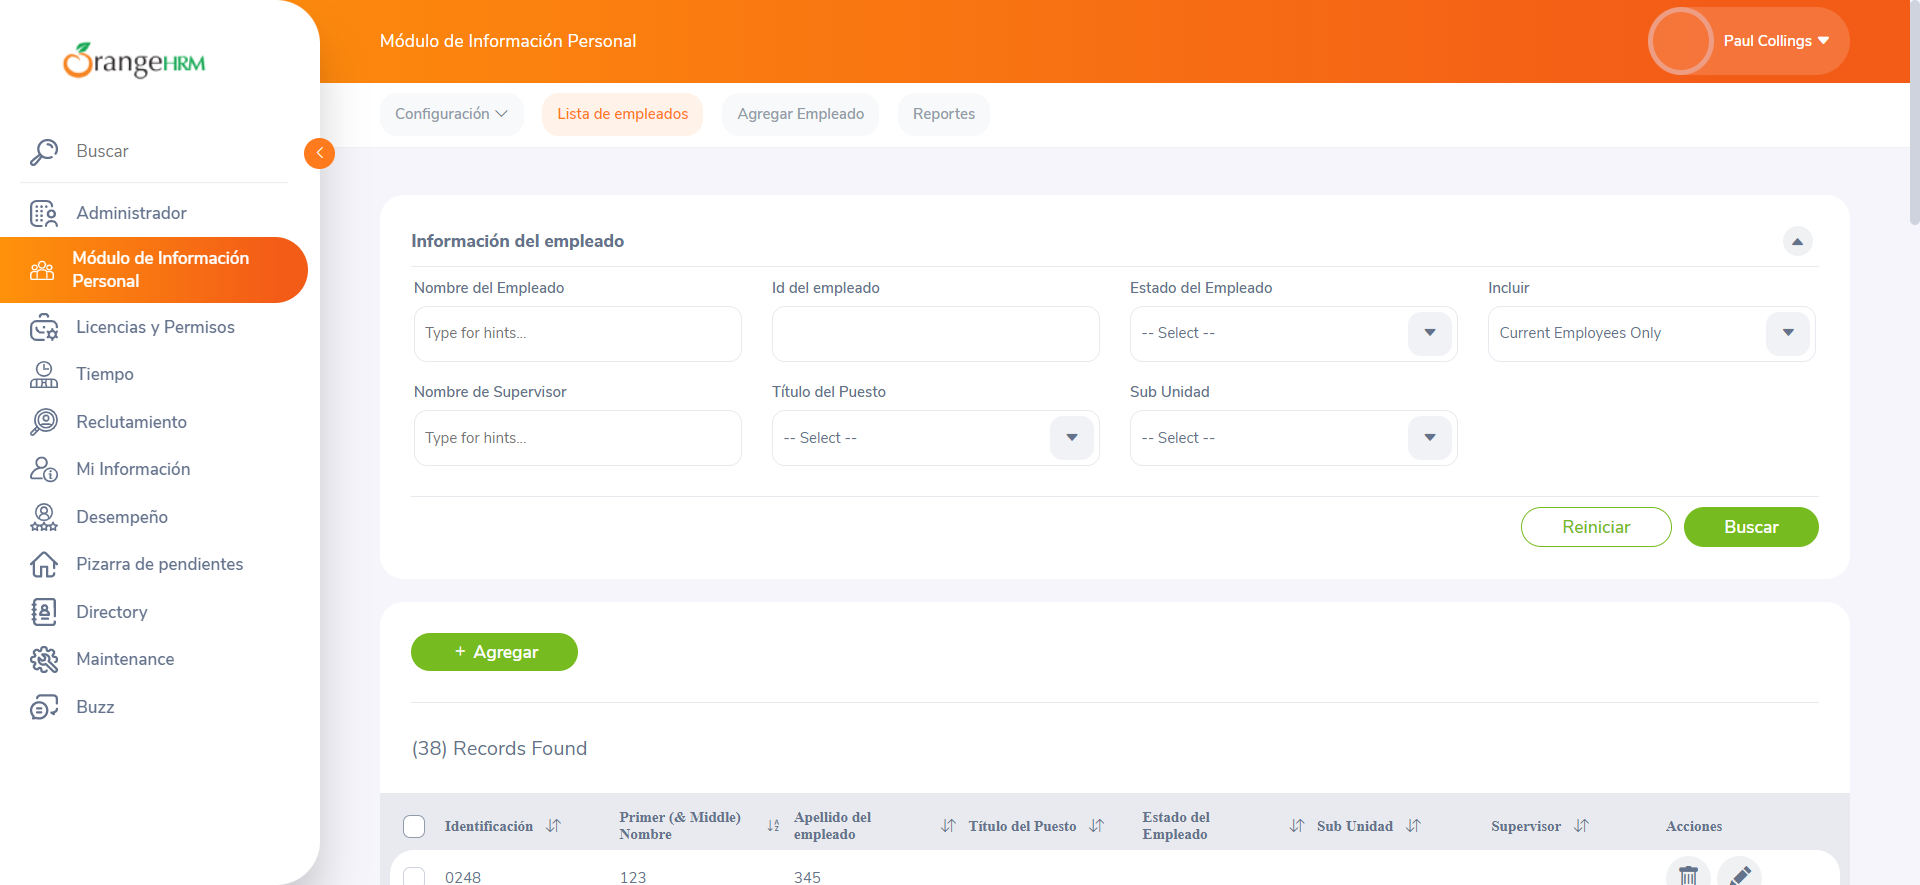 OrangeHRM
Módulo de Información Personal
Paul Collings
Configuración
Lista de empleados
Agregar Empleado
Reportes
Buscar
Administrador
Módulo de Información
Personal
Licencias y Permisos
Tiempo
Reclutamiento
Mi Información
Desempeño
Pizarra de pendientes
Directory
Maintenance
Buzz
Información del empleado
Nombre del Empleado
Id del empleado
Estado del Empleado
Incluir
Type for hints...
-- Select --
Current Employees Only
Nombre de Supervisor
Título del Puesto
Sub Unidad
Type for hints...
-- Select --
-- Select --
Reiniciar
Buscar
+ Agregar
(38) Records Found
Identificación
Primer (& Middle)
Nombre
Apellido del
empleado
Título del Puesto
Estado del
Empleado
Sub Unidad
Supervisor
Acciones
0248
123
345